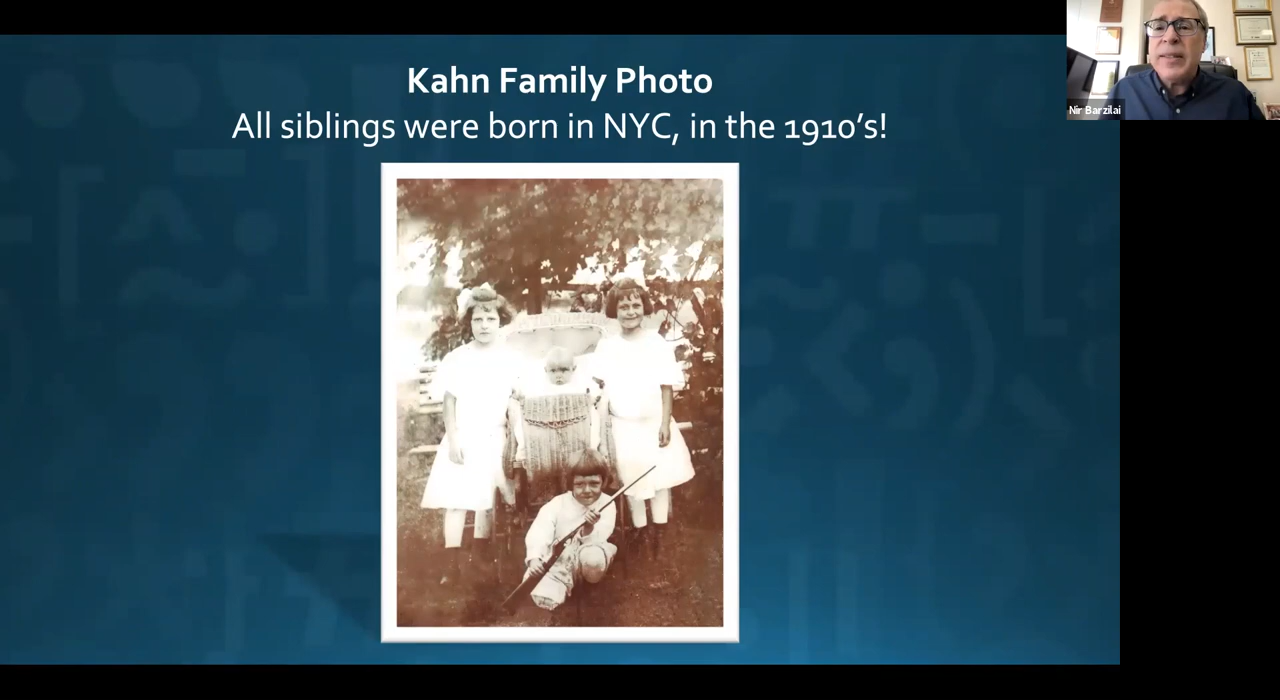 Kahn Family Photo
All siblings were born in NYC, in the 1910's!
Nir Barzilai